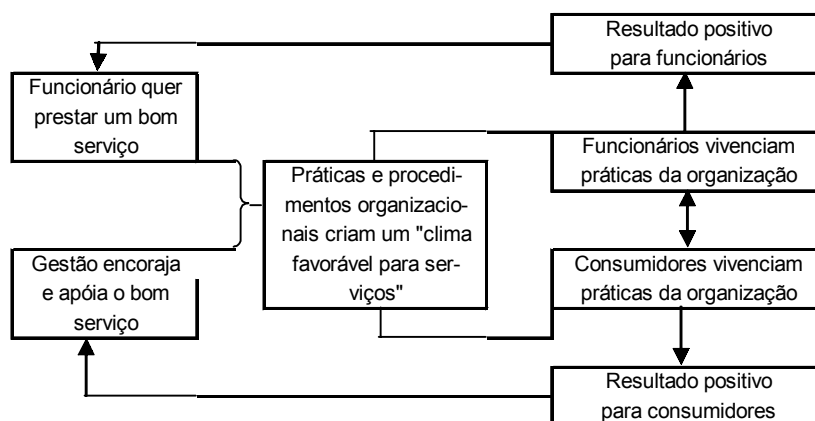 Resultado positivo
para funcionários
Funcionário quer
prestar um bom
serviço
Funcionários vivenciam
práticas da organização
Práticas e procedi-
mentos organizacio-
nais criam um "clima
favorável para ser-
viços"
Gestão encoraja
e apóia o bom
serviço
Consumidores vivenciam
práticas da organização
Resultado positivo
para consumidores